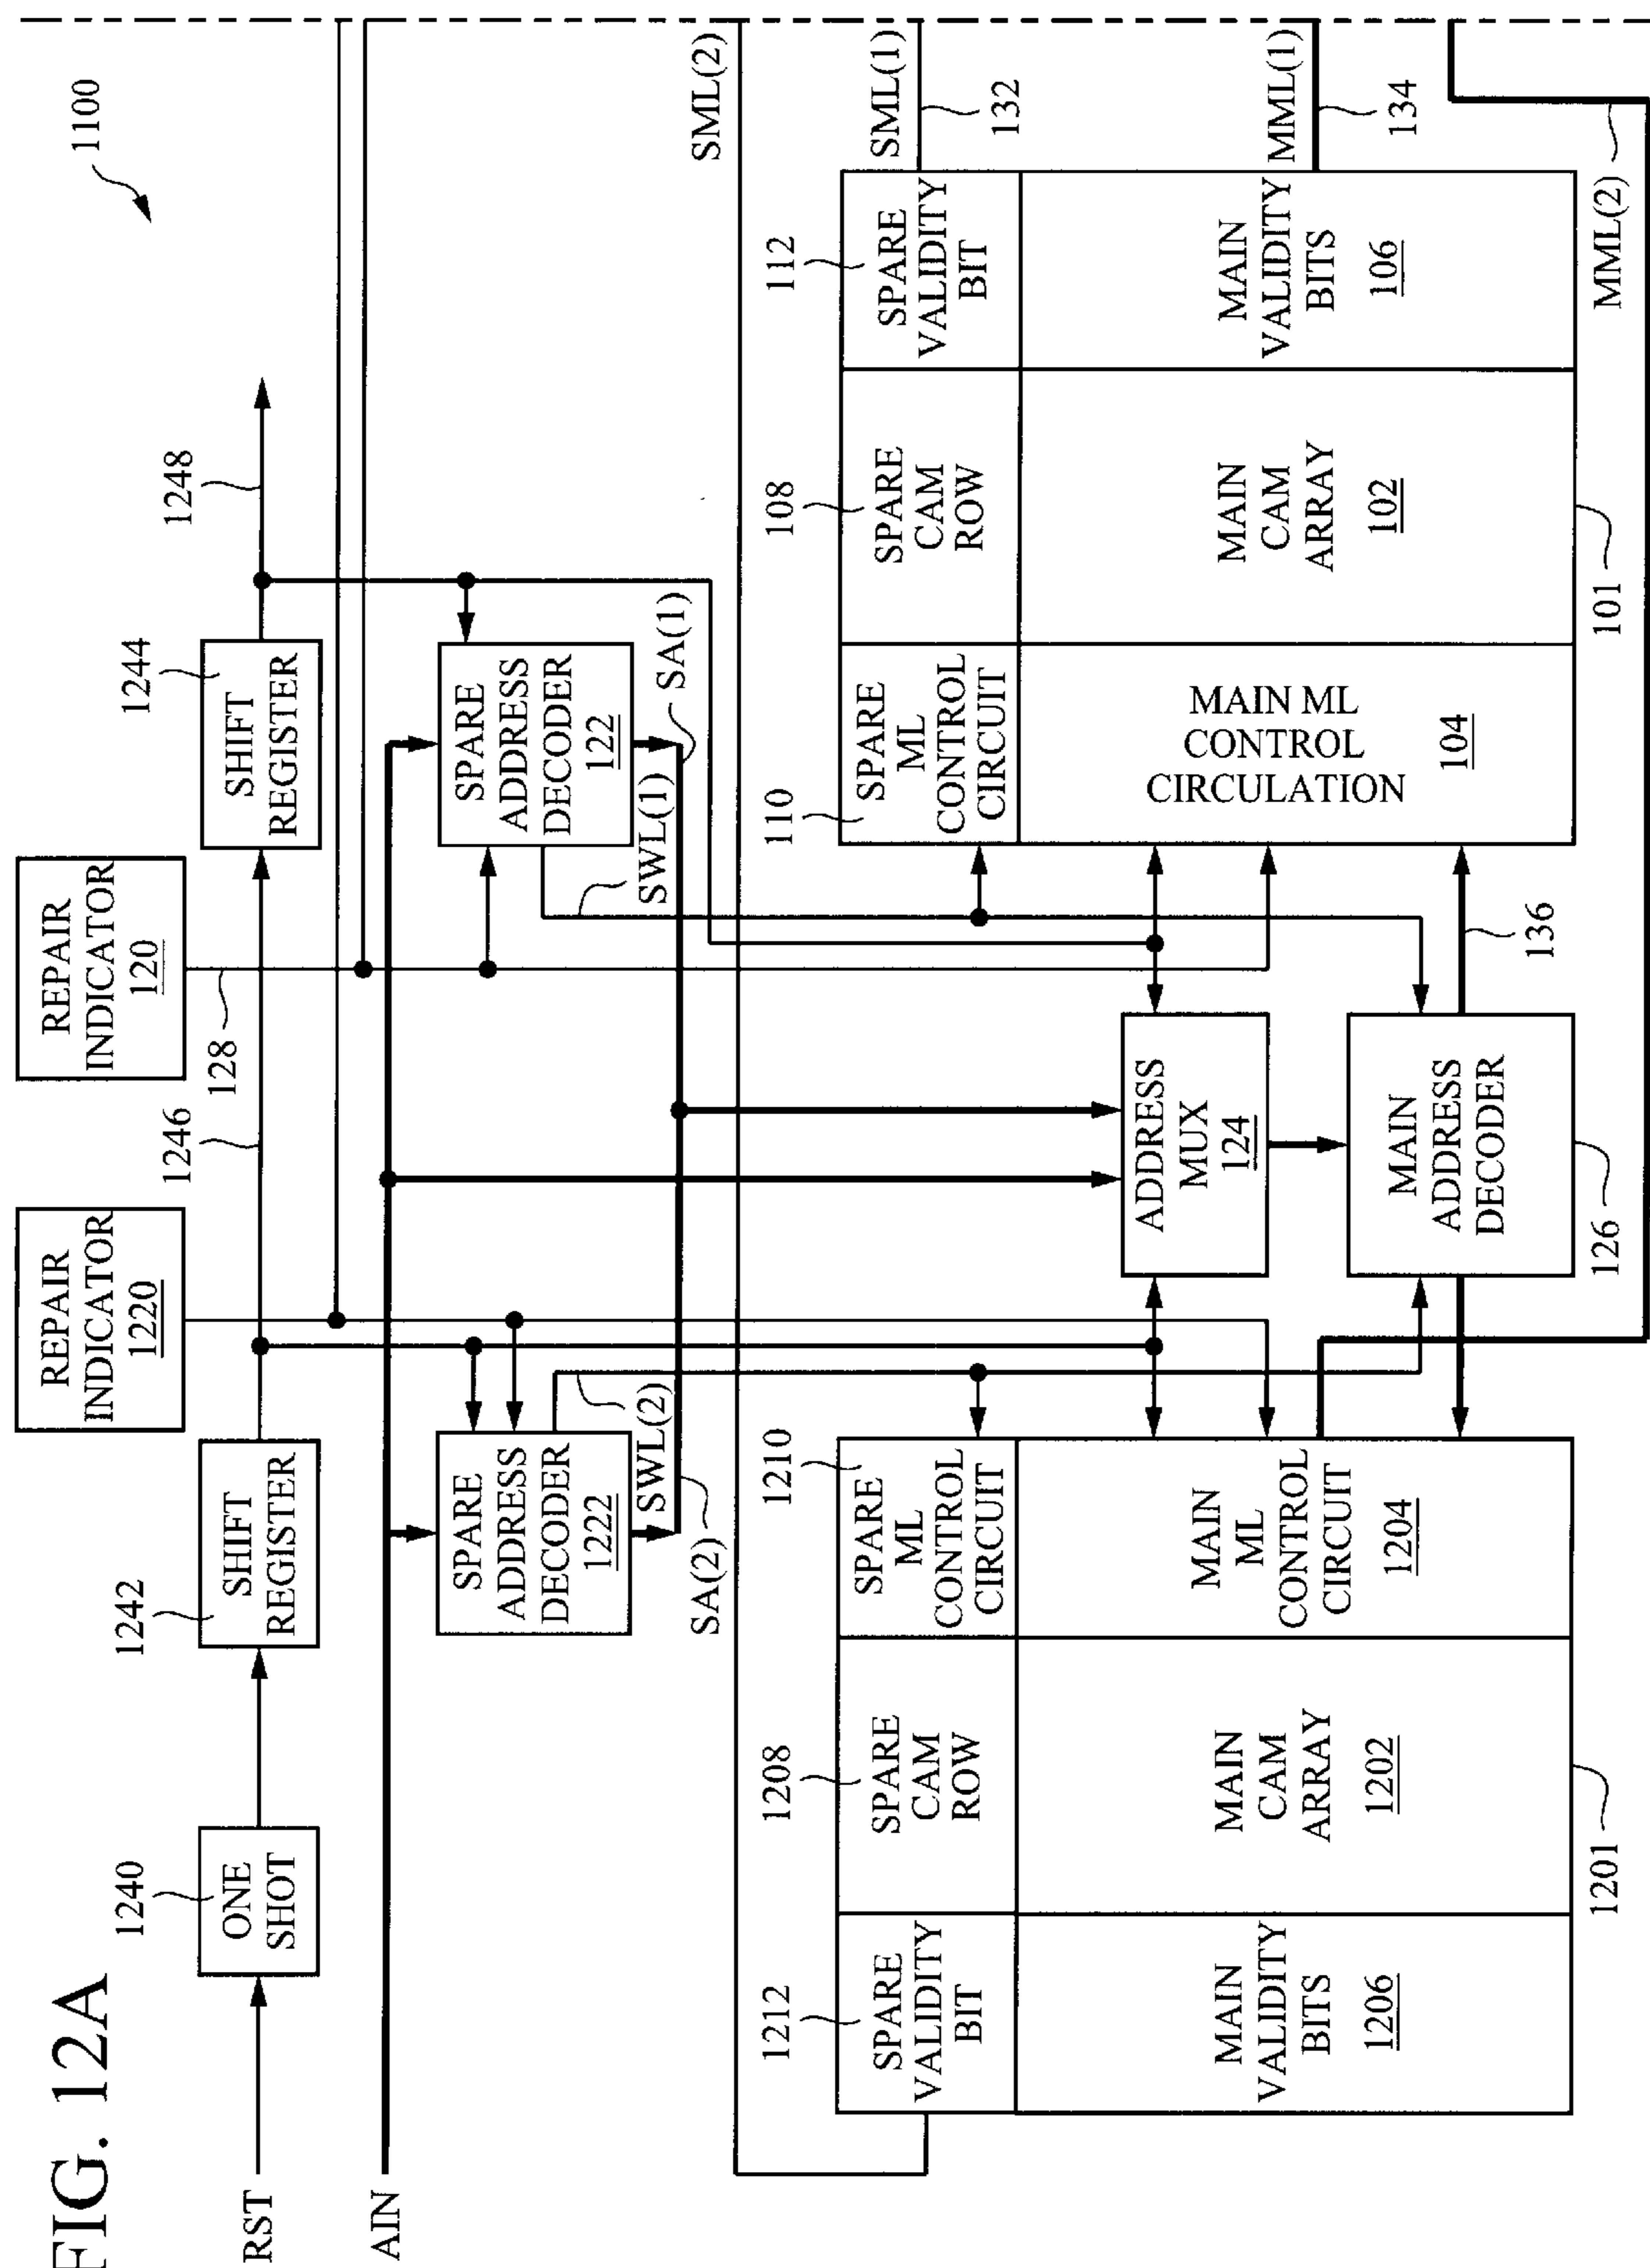 FIG. 12A
1100
RST
AIN
1240
ONE
SHOT
1242
SHIFT
REGISTER
REPAIR
INDICATOR
1220
1246
REPAIR
INDICATOR
120
128
1244
SHIFT
REGISTER
1248
SPARE
ADDRESS
DECODER
1222
SWL(2)
SA(2)
SPARE
ADDRESS
DECODER
122
SWL(1)
SA(1)
SML(2)
SML(1)
132
MML(1)
134
MML(2)
1212
SPARE
VALIDITY
BIT
1208
SPARE
CAM
ROW
1210
SPARE
ML
CONTROL
CIRCUIT
MAIN
VALIDITY
BITS
1206
MAIN
CAM
ARRAY
1202
MAIN
ML
CONTROL
CIRCUIT
1204
1201
ADDRESS
MUX
124
MAIN
ADDRESS
DECODER
126
136
110
SPARE
ML
CONTROL
CIRCUIT
108
SPARE
CAM
ROW
112
SPARE
VALIDITY
BIT
MAIN ML
CONTROL
CIRCULATION
104
MAIN
CAM
ARRAY
102
MAIN
VALIDITY
BITS
106
101